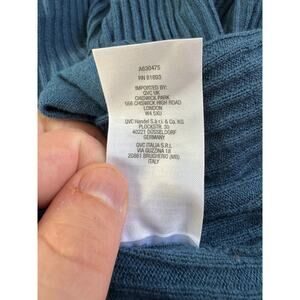 A630475
RN 81693
IMPORTED BY:
QVC UK
CHISWICK PARK
566 CHISWICK HIGH ROAD
LONDON
W4 5XU
QVC Handel S.à r.l. & Co. KG
PLOCKSTR. 30
40221 DÜSSELDORF
GERMANY
QVC ITALIA S.R.L
VIA GUZZINA 18
20861 BRUGHERIO (MB)
ITALY